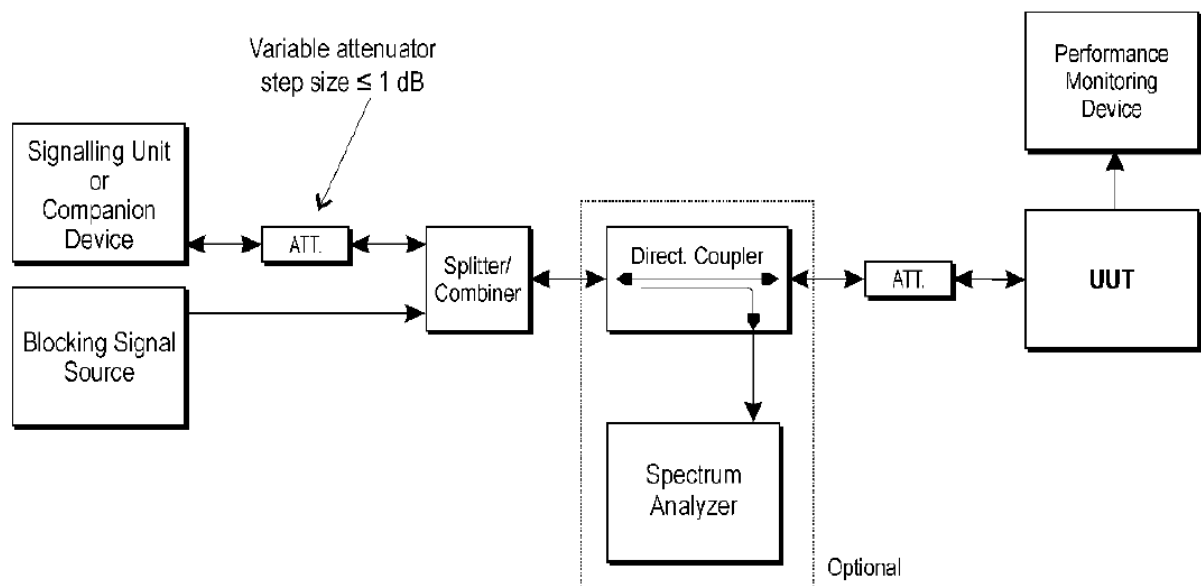 Variable attenuator
step size ≤ 1 dB
Signalling Unit
or
Companion
Device
ATT.
Splitter/
Combiner
Blocking Signal
Source
Direct. Coupler
Spectrum
Analyzer
Optional
ATT.
UUT
Performance
Monitoring
Device